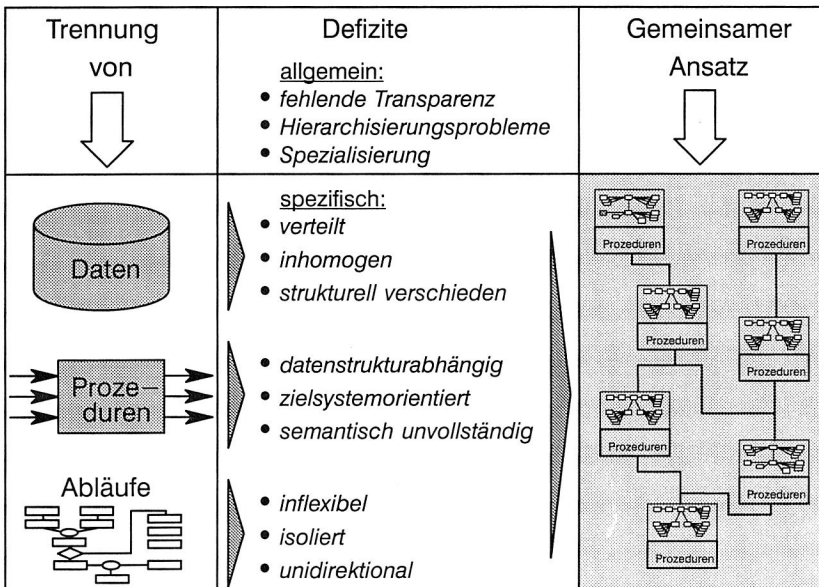 Trennung
von
Defizite
allgemein:
• fehlende Transparenz
• Hierarchisierungsprobleme
• Spezialisierung
Gemeinsamer
Ansatz
Daten
spezifisch:
• verteilt
• inhomogen
• strukturell verschieden
Proze-
duren
• datenstrukturabhängig
• zielsystemorientiert
• semantisch unvollständig
Abläufe
• inflexibel
• isoliert
• unidirektional
Prozeduren
Prozeduren
Prozeduren
Prozeduren
Prozeduren
Prozeduren
Prozeduren